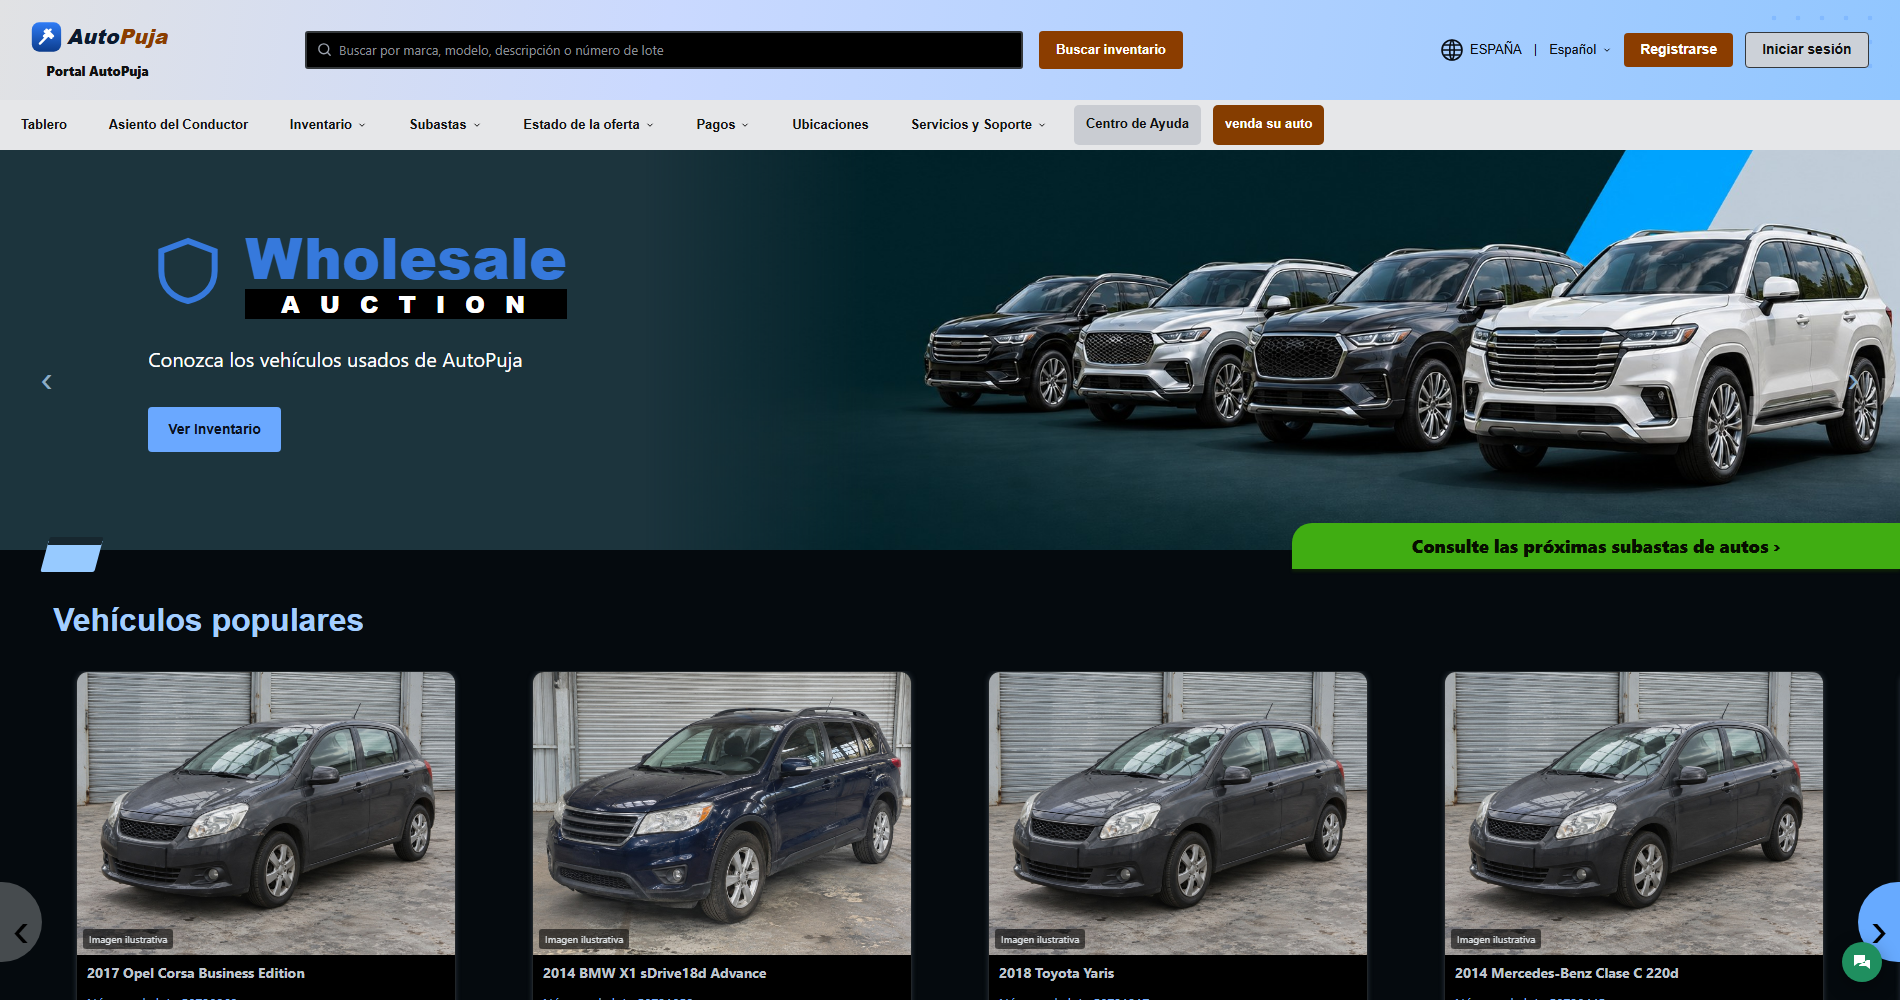 AutoPuja
Portal AutoPuja
Buscar por marca, modelo, descripción o número de lote
Buscar inventario
ESPAÑA | Español
Registrarse
Iniciar sesión
Tablero
Asiento del Conductor
Inventario
Subastas
Estado de la oferta
Pagos
Ubicaciones
Servicios y Soporte
Centro de Ayuda
venda su auto
Wholesale
AUCTION
Conozca los vehículos usados de AutoPuja
Ver Inventario
Consulte las próximas subastas de autos ›
Vehículos populares
Imagen ilustrativa
Imagen ilustrativa
Imagen ilustrativa
Imagen ilustrativa
2017 Opel Corsa Business Edition
2014 BMW X1 sDrive18d Advance
2018 Toyota Yaris
2014 Mercedes-Benz Clase C 220d